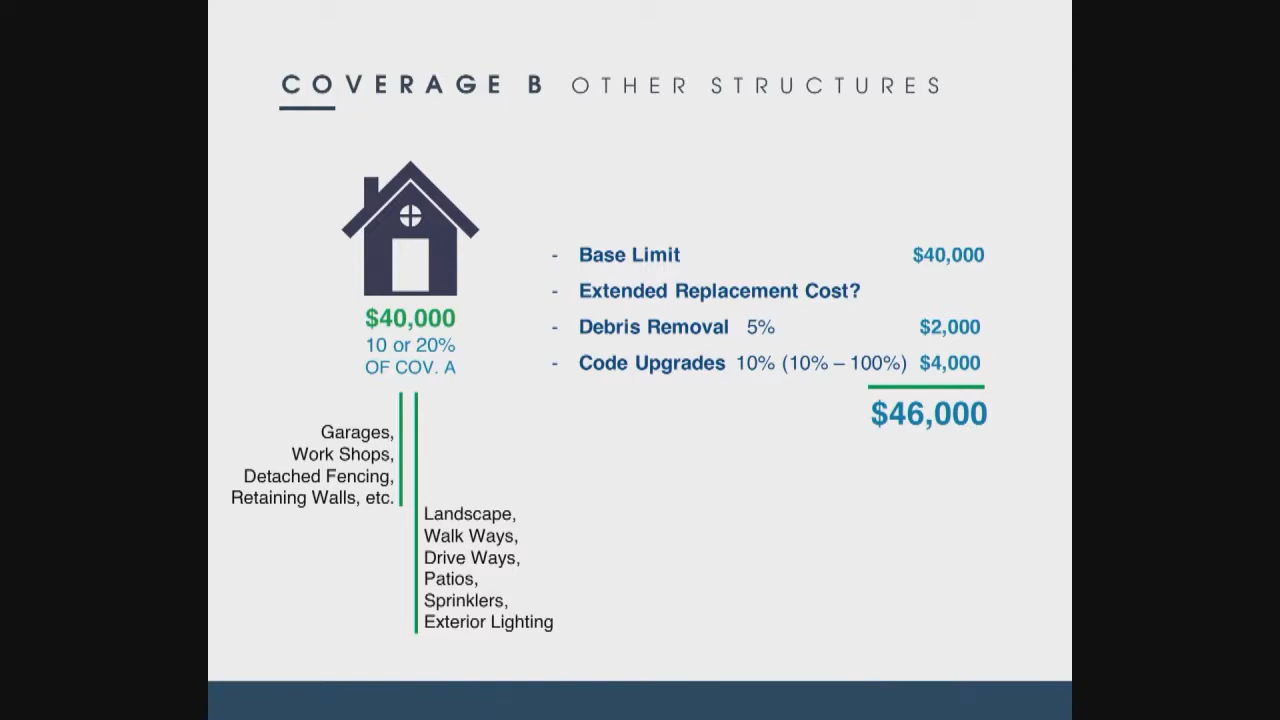 COVERAGE B OTHER STRUCTURES
$40,000
10 or 20%
OF COV. A
- Base Limit $40,000
- Extended Replacement Cost?
- Debris Removal 5% $2,000
- Code Upgrades 10% (10% – 100%) $4,000
$46,000
Garages,
Work Shops,
Detached Fencing,
Retaining Walls, etc.
Landscape,
Walk Ways,
Drive Ways,
Patios,
Sprinklers,
Exterior Lighting